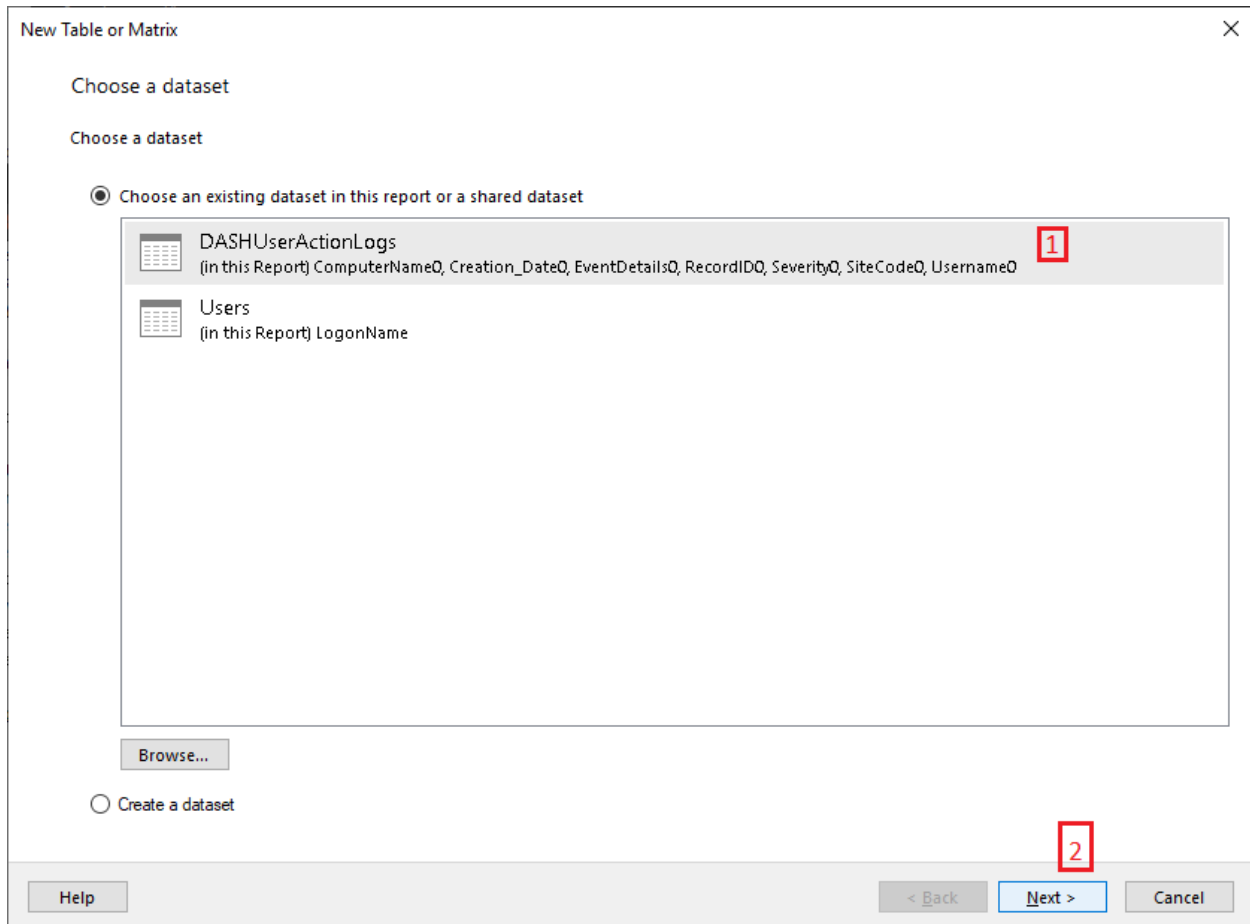 New Table or Matrix
Choose a dataset
Choose a dataset
Choose an existing dataset in this report or a shared dataset
DASHUserActionLogs
1
(in this Report) ComputerName0, Creation_Date0, EventDetails0, RecordID0, Severity0, SiteCode0, Username0
Users
(in this Report) LogonName
Browse...
Create a dataset
2
Help
< Back
Next >
Cancel